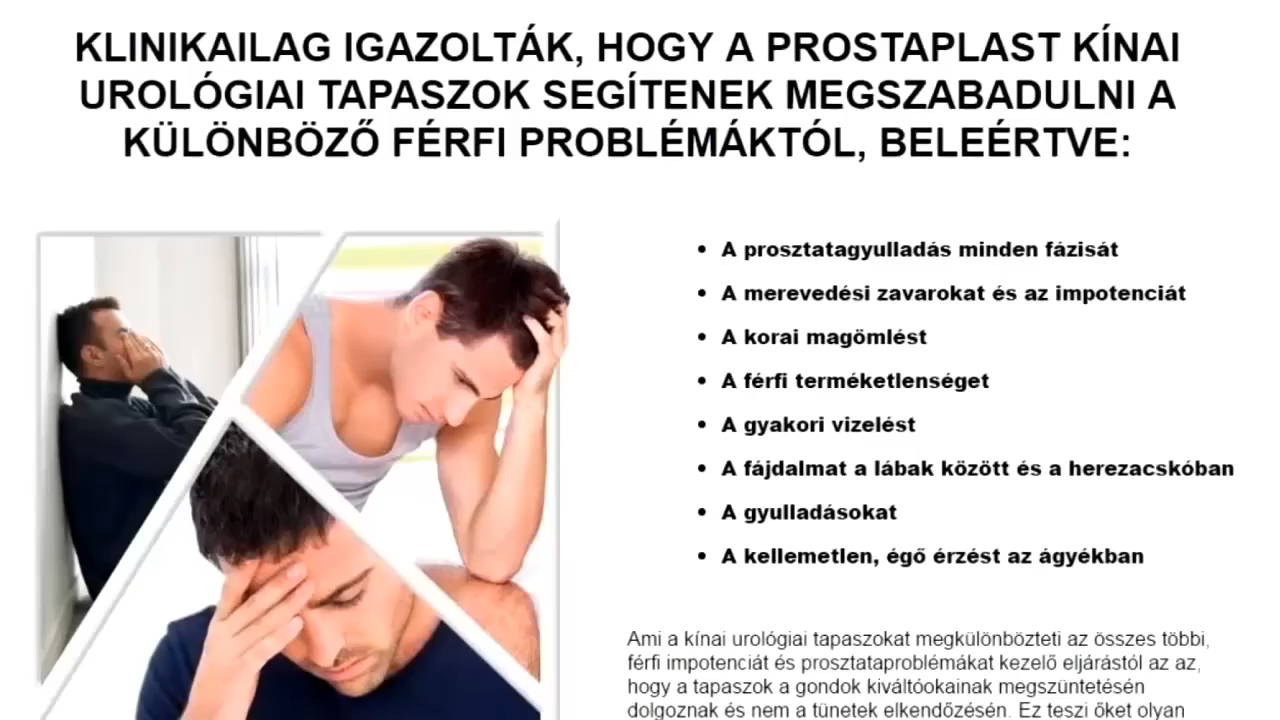 KLINIKAILAG IGAZOLTÁK, HOGY A PROSTAPLAST KÍNAI
UROLÓGIAI TAPASZOK SEGÍTENEK MEGSZABADULNI A
KÜLÖNBÖZŐ FÉRFI PROBLÉMÁKTÓL, BELEÉRTVE:
• A prosztatagyulladás minden fázisát
• A merevedési zavarokat és az impotenciát
• A korai magömlést
• A férfi terméketlenséget
• A gyakori vizelést
• A fájdalmat a lábak között és a herezacskóban
• A gyulladásokat
• A kellemetlen, égő érzést az ágyékban
Ami a kínai urológiai tapaszokat megkülönbözteti az összes többi,
férfi impotenciát és prosztataproblémákat kezelő eljárástól az az,
hogy a tapaszok a gondok kiváltóokainak megszüntetésén
dolgoznak és nem a tünetek elkendőzésén. Ez teszi őket olyan